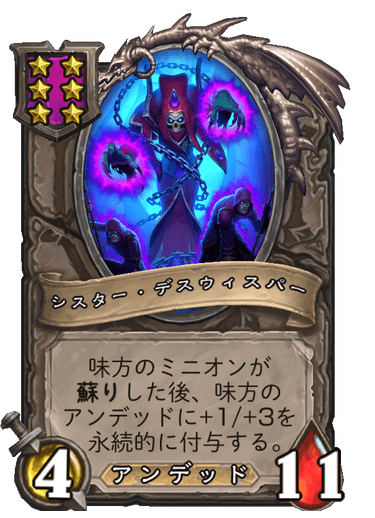 シスター・デスウィスパー
味方のミニオンが
蘇りした後、味方の
アンデッドに+1/+3を
永続的に付与する。
4
アンデッド
11